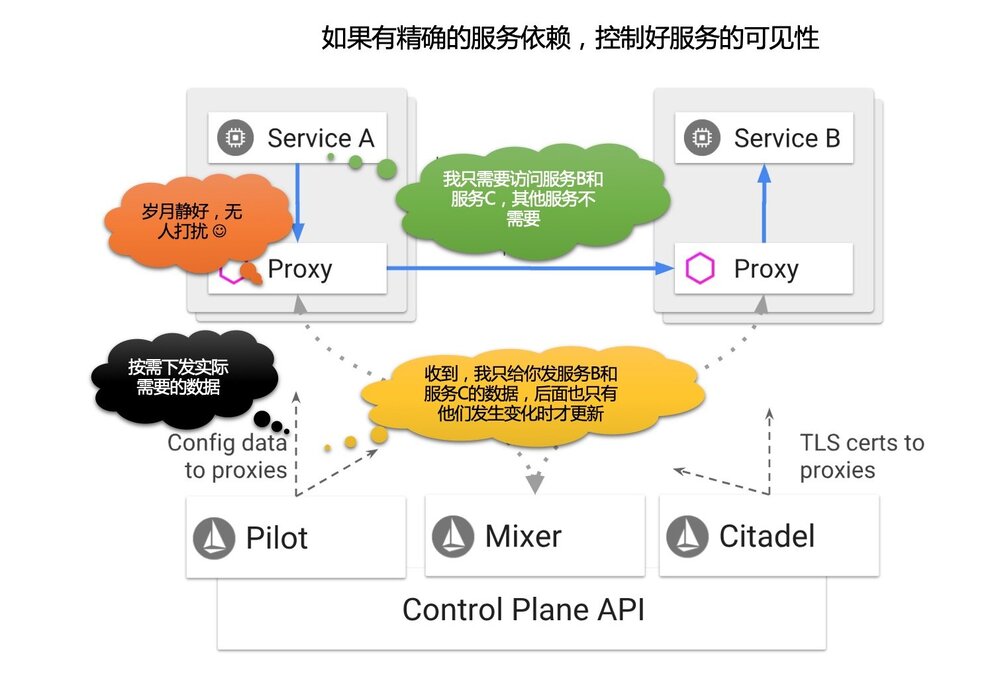 如果有精确的服务依赖，控制好服务的可见性
Service A
Service B
我只需要访问服务B和
服务C，其他服务不
需要
岁月静好，无
人打扰☺
Proxy
Proxy
按需下发实际
需要的数据
收到，我只给你发服务B和
服务C的数据，后面也只有
他们发生变化时才更新
Config data
to proxies
TLS certs to
proxies
Pilot
Mixer
Citadel
Control Plane API